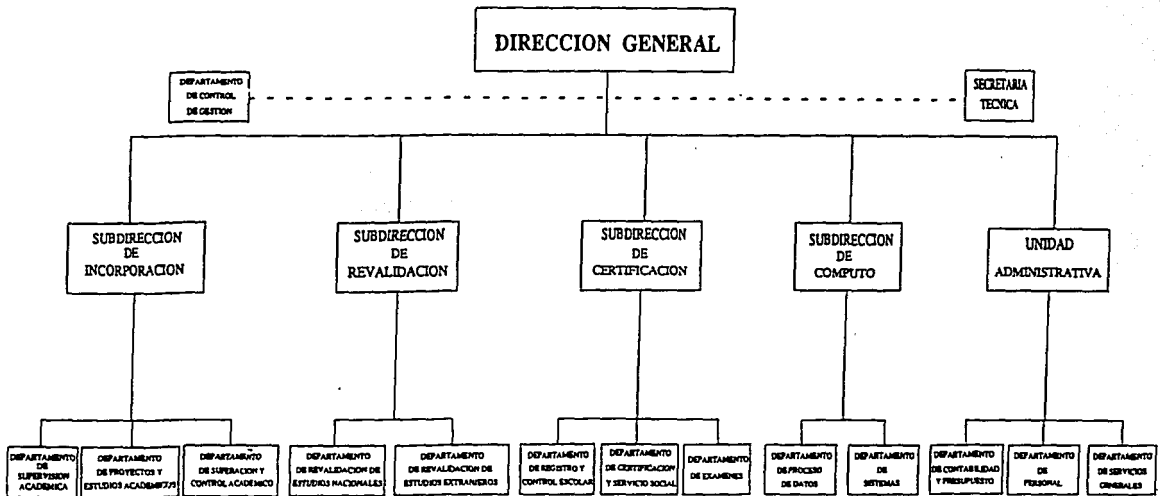 DIRECCION GENERAL
DEPARTAMENTO
DE CONTROL
DE GESTION
SECRETARIA
TECNICA
SUBDIRECCION
DE
INCORPORACION
SUBDIRECCION
DE
REVALIDACION
SUBDIRECCION
DE
CERTIFICACION
SUBDIRECCION
DE
COMPUTO
UNIDAD
ADMINISTRATIVA
DEPARTAMENTO
DE
SUPERVISION
ACADEMICA
DEPARTAMENTO
DE PROYECTOS Y
ESTUDIOS ACADEMICOS
DEPARTAMENTO
DE SUPERACION Y
CONTROL ACADEMICO
DEPARTAMENTO
DE REVALIDACION DE
ESTUDIOS NACIONALES
DEPARTAMENTO
DE REVALIDACION DE
ESTUDIOS EXTRANJEROS
DEPARTAMENTO
DE REGISTRO Y
CONTROL ESCOLAR
DEPARTAMENTO
DE CERTIFICACION
Y SERVICIO SOCIAL
DEPARTAMENTO
DE EXAMENES
DEPARTAMENTO
DE PROCESO
DE DATOS
DEPARTAMENTO
DE
SISTEMAS
DEPARTAMENTO
DE CONTABILIDAD
Y PRESUPUESTO
DEPARTAMENTO
DE
PERSONAL
DEPARTAMENTO
DE SERVICIOS
GENERALES